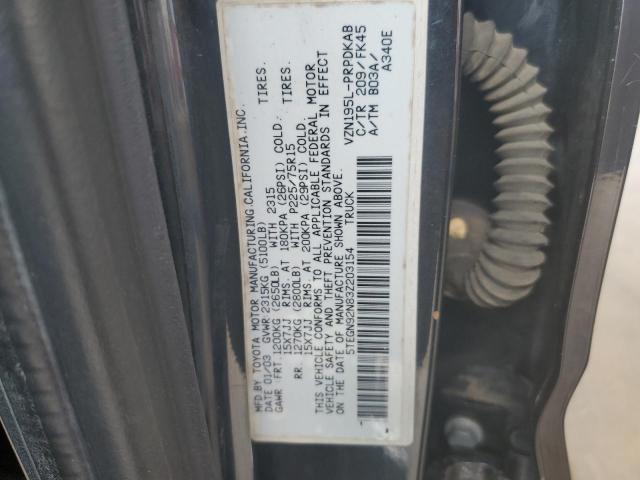 MFD BY TOYOTA MOTOR MANUFACTURING CALIFORNIA, INC.
DATE 01/03 GVWR 2315KG (5100LB)
GAWR FRT 1200KG (2650LB) WITH 2315 TIRES.
15X7JJ RIMS. AT 180KPA (26PSI) COLD.
RR. 1270KG (2800LB) WITH P225/75R15 TIRES.
15X7JJ RIMS. AT 200KPA (29PSI) COLD.
THIS VEHICLE CONFORMS TO ALL APPLICABLE FEDERAL MOTOR
VEHICLE SAFETY AND THEFT PREVENTION STANDARDS IN EFFECT
ON THE DATE OF MANUFACTURE SHOWN ABOVE.
5TEGN92N83Z203154 TRUCK
VZN195L-PRPDKAB
C/TR 209/FK45
A/TM B03A/
A340E